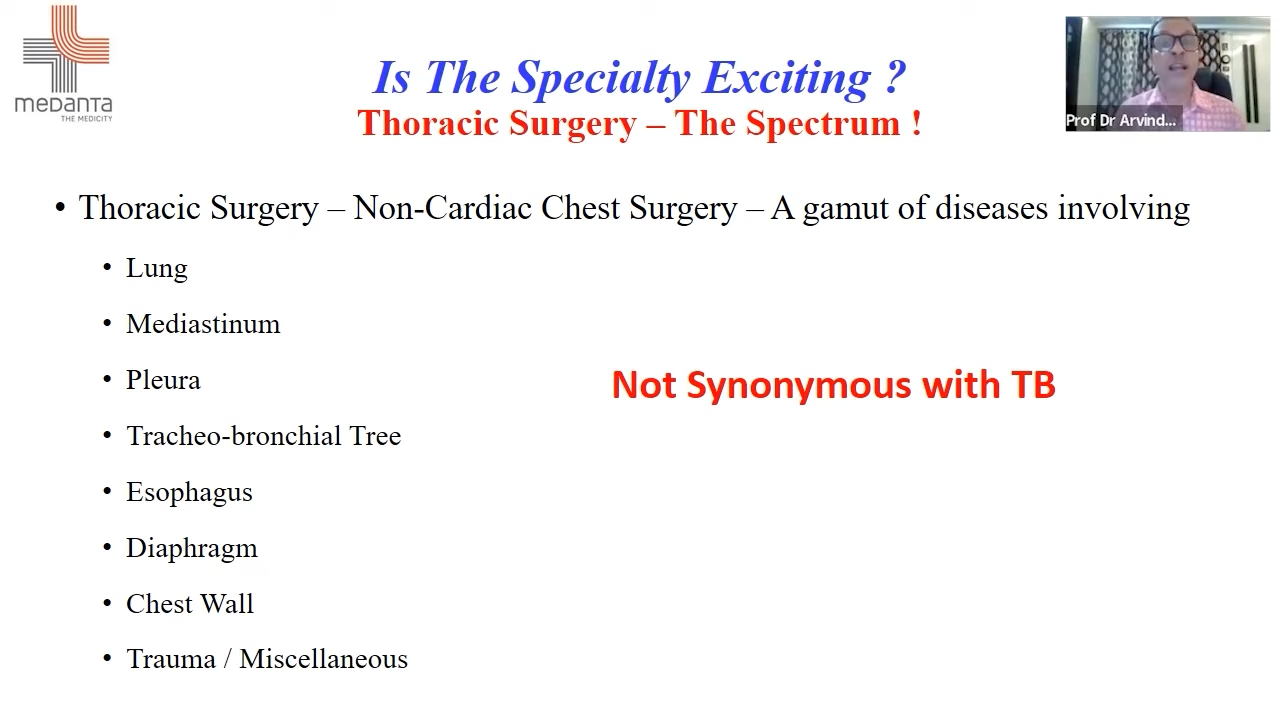 medanta
THE MEDICITY
Is The Specialty Exciting ?
Thoracic Surgery – The Spectrum !
Prof Dr Arvind...
• Thoracic Surgery – Non-Cardiac Chest Surgery – A gamut of diseases involving
• Lung
• Mediastinum
• Pleura
Not Synonymous with TB
• Tracheo-bronchial Tree
• Esophagus
• Diaphragm
• Chest Wall
• Trauma / Miscellaneous